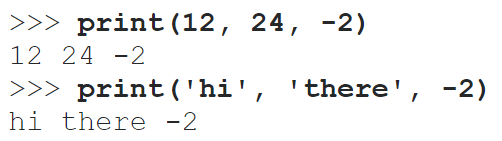 >>> print(12, 24, -2)
12 24 -2
>>> print('hi', 'there', -2)
hi there -2